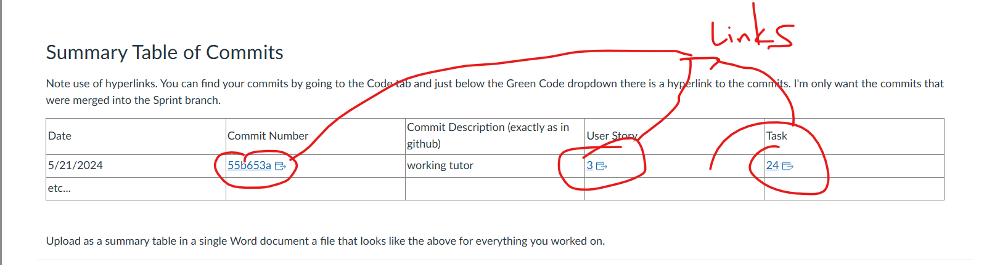 Links
Summary Table of Commits
Note use of hyperlinks. You can find your commits by going to the Code tab and just below the Green Code dropdown there is a hyperlink to the commits. I'm only want the commits that
were merged into the Sprint branch.
Date
Commit Number
Commit Description (exactly as in
github)
User Story
Task
5/21/2024
55b653a
working tutor
3
24
etc...
Upload as a summary table in a single Word document a file that looks like the above for everything you worked on.